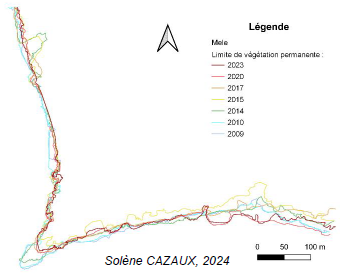 Légende
Mele
Limite de végétation permanente :
2023
2020
2017
2015
2014
2010
2009
0 50 100 m
Solène CAZAUX, 2024